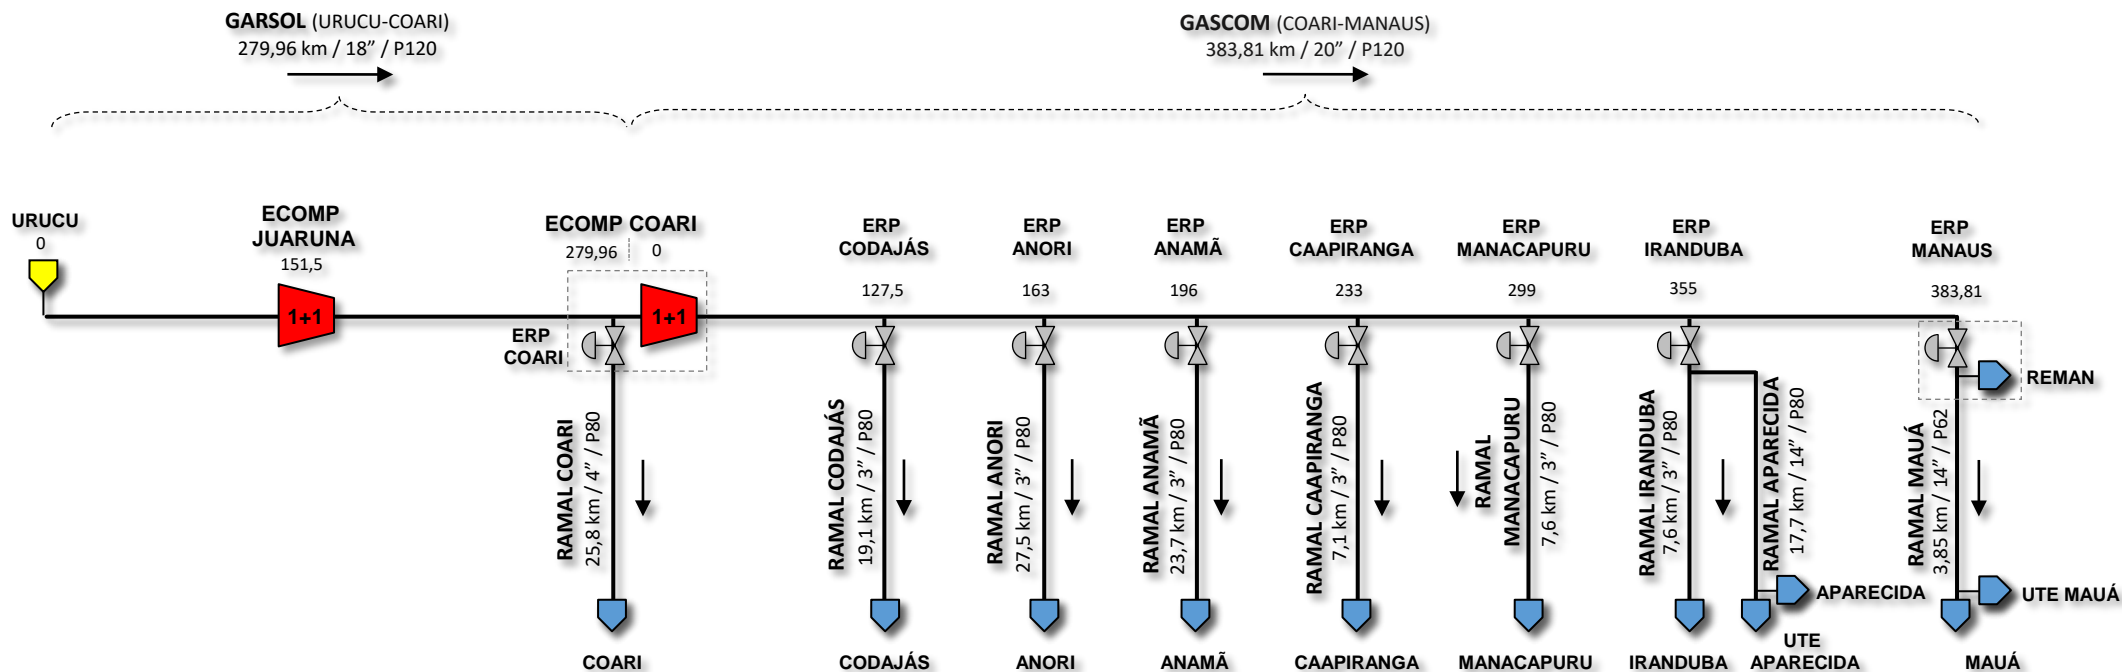 GARSOL (URUCU-COARI)
279,96 km / 18” / P120
GASCOM (COARI-MANAUS)
383,81 km / 20” / P120
URUCU
0
ECOMP
JUARUNA
151,5
ECOMP COARI
279,96
0
ERP
CODAJÁS
127,5
ERP
ANORI
163
ERP
ANAMÃ
196
ERP
CAAPIRANGA
233
ERP
MANACAPURU
299
ERP
IRANDUBA
355
ERP
MANAUS
383,81
1+1
1+1
ERP
COARI
REMAN
RAMAL COARI
25,8 km / 4” / P80
RAMAL CODAJÁS
19,1 km / 3” / P80
RAMAL ANORI
27,5 km / 3” / P80
RAMAL ANAMÃ
23,7 km / 3” / P80
RAMAL CAAPIRANGA
7,1 km / 3” / P80
RAMAL
MANACAPURU
7,6 km / 3” / P80
RAMAL IRANDUBA
7,6 km / 3” / P80
RAMAL APARECIDA
17,7 km / 14” / P80
RAMAL MAUÁ
3,85 km / 14” / P62
APARECIDA
UTE MAUÁ
COARI
CODAJÁS
ANORI
ANAMÃ
CAAPIRANGA
MANACAPURU
IRANDUBA
UTE
APARECIDA
MAUÁ